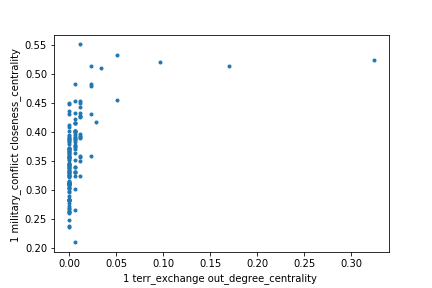 0.55
0.50
0.45
0.40
0.35
0.30
0.25
0.20
1 military_conflict closeness_centrality
0.00 0.05 0.10 0.15 0.20 0.25 0.30
1 terr_exchange out_degree_centrality